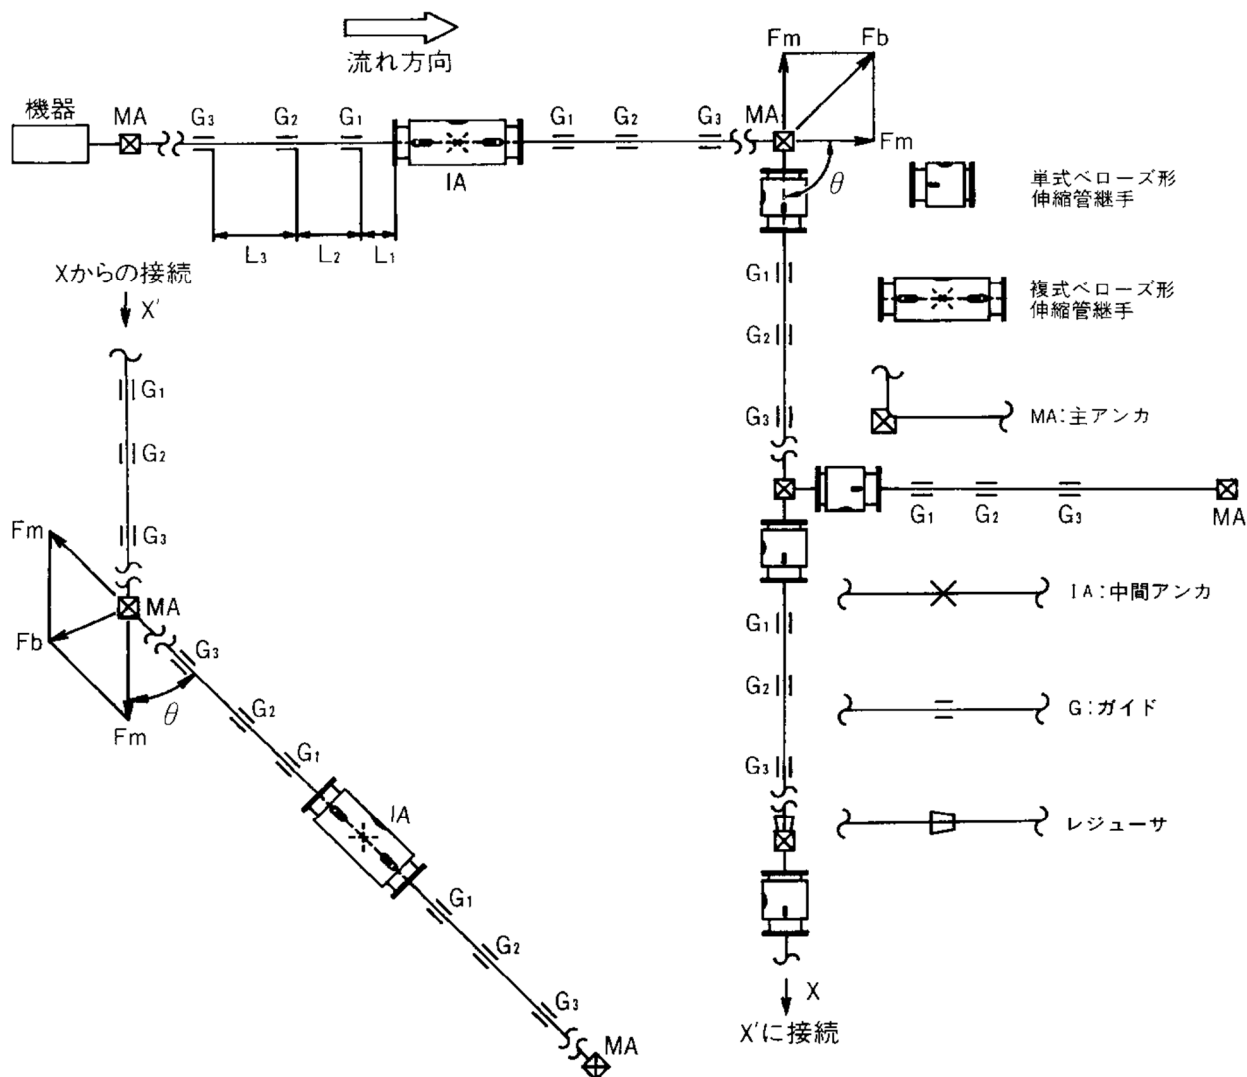 流れ方向
機器
MA
G3
G2
G1
IA
G1
G2
G3
MA
Fm
Fb
Fm
θ
L3
L2
L1
単式ベローズ形
伸縮管継手
複式ベローズ形
伸縮管継手
MA:主アンカ
IA:中間アンカ
G:ガイド
レジューサ
G1
G2
G3
G1
G2
G3
MA
G1
G2
G3
X
X'に接続
Xからの接続
X'
G1
G2
G3
Fm
MA
Fb
Fm
θ
G3
G2
G1
IA
G1
G2
G3
MA